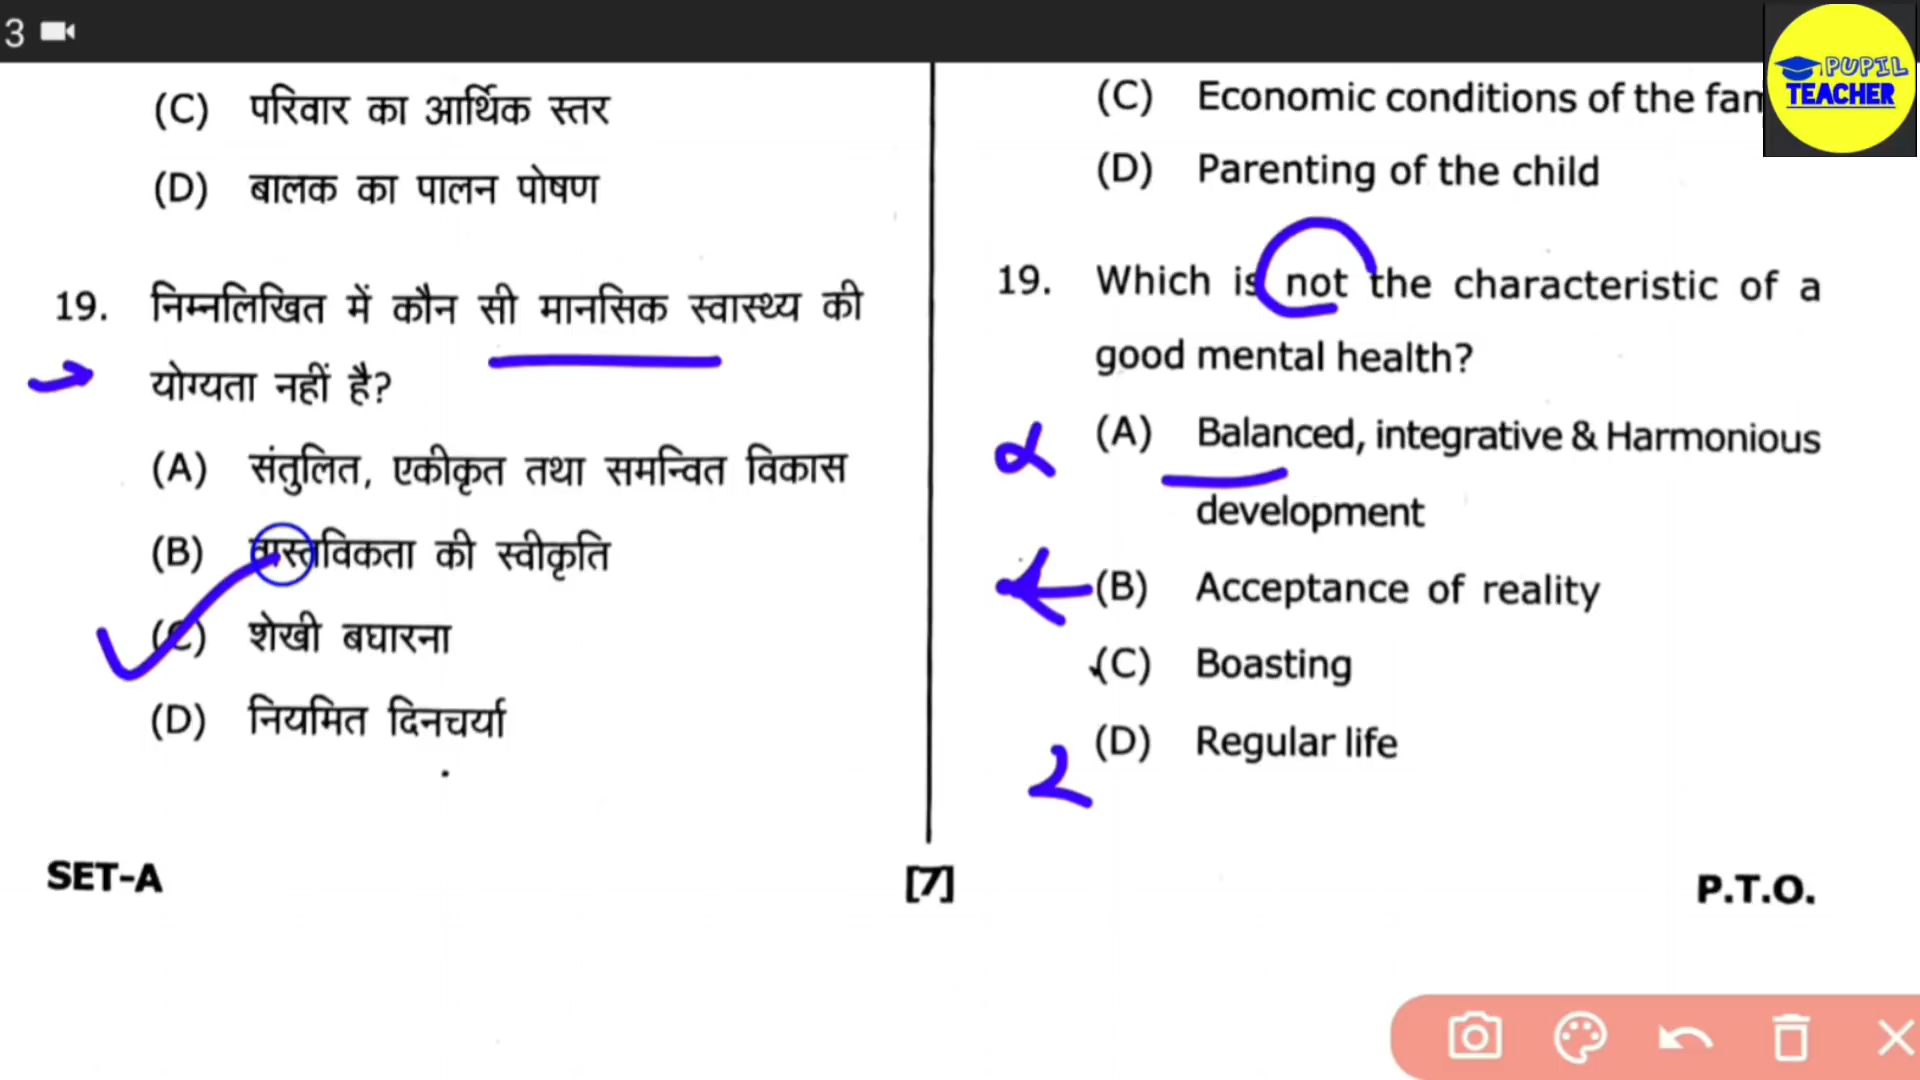 3
PUPIL
TEACHER
(C) परिवार का आर्थिक स्तर
(D) बालक का पालन पोषण
19. निम्नलिखित में कौन सी मानसिक स्वास्थ्य की
योग्यता नहीं है?
(A) संतुलित, एकीकृत तथा समन्वित विकास
(B) वास्तविकता की स्वीकृति
(C) शेखी बघारना
(D) नियमित दिनचर्या
(C) Economic conditions of the fam
(D) Parenting of the child
19. Which is not the characteristic of a
good mental health?
(A) Balanced, integrative & Harmonious
development
(B) Acceptance of reality
(C) Boasting
(D) Regular life
SET-A
[7]
P.T.O.